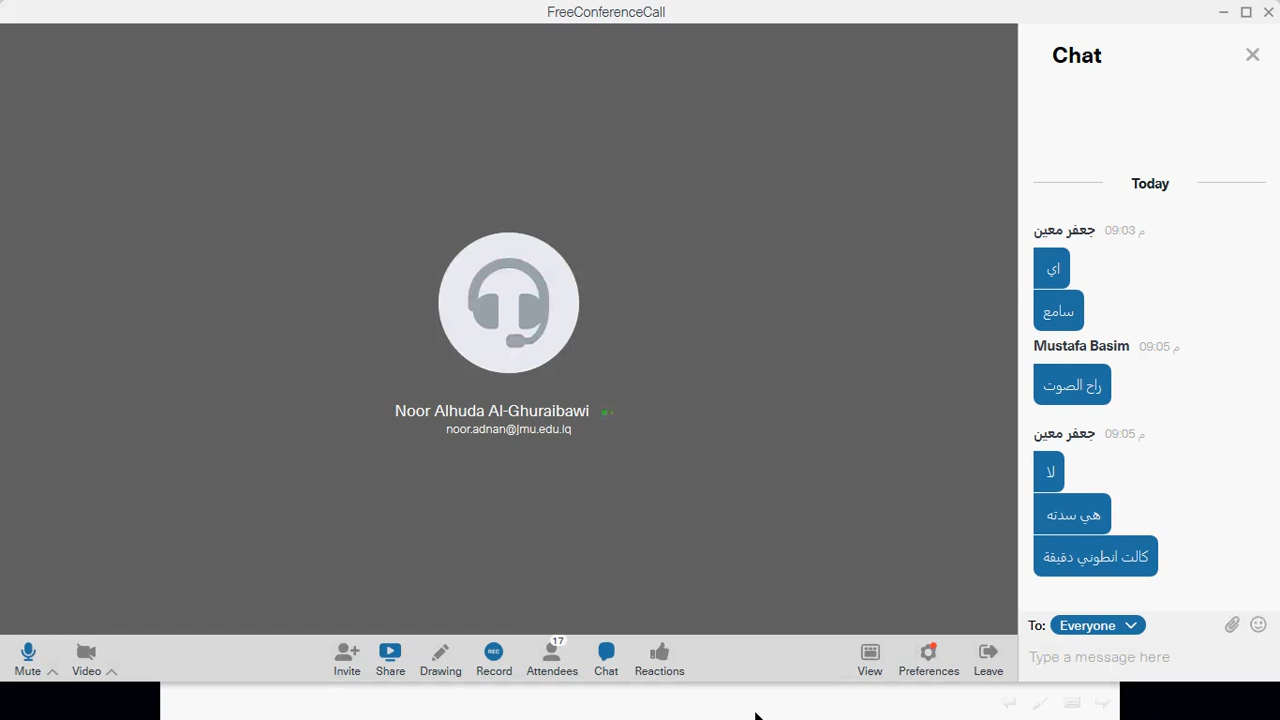 FreeConferenceCall
Chat
Today
جعفر معين 09:03 م
اي
سامع
Mustafa Basim 09:05 م
راح الصوت
جعفر معين 09:05 م
لا
هي سدته
كالت انطوني دقيقة
Noor Alhuda Al-Ghuraibawi
noor.adnan@jmu.edu.iq
To: Everyone
Type a message here
17
Mute Video Invite Share Drawing REC Record Attendees Chat Reactions View Preferences Leave